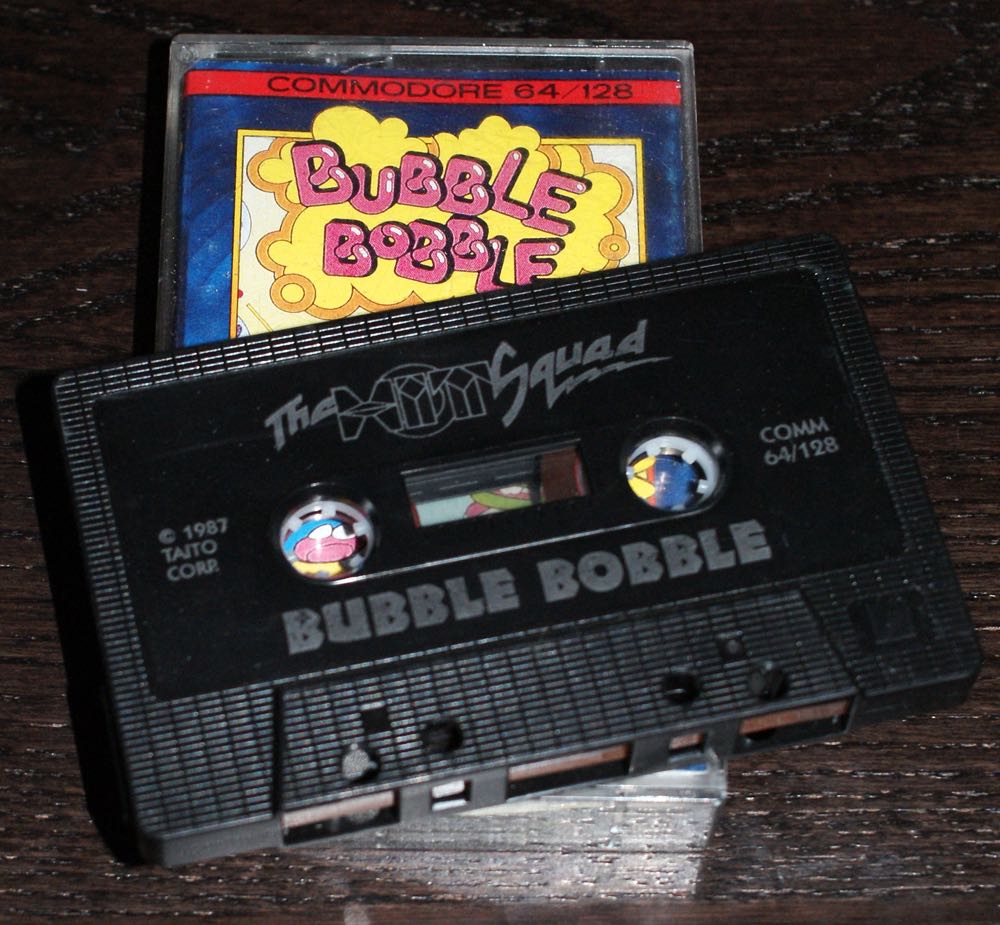 COMMODORE 64/128
BUBBLE
BOBBLE
The HIT Squad
COMM
64/128
© 1987
TAITO
CORP.
BUBBLE BOBBLE